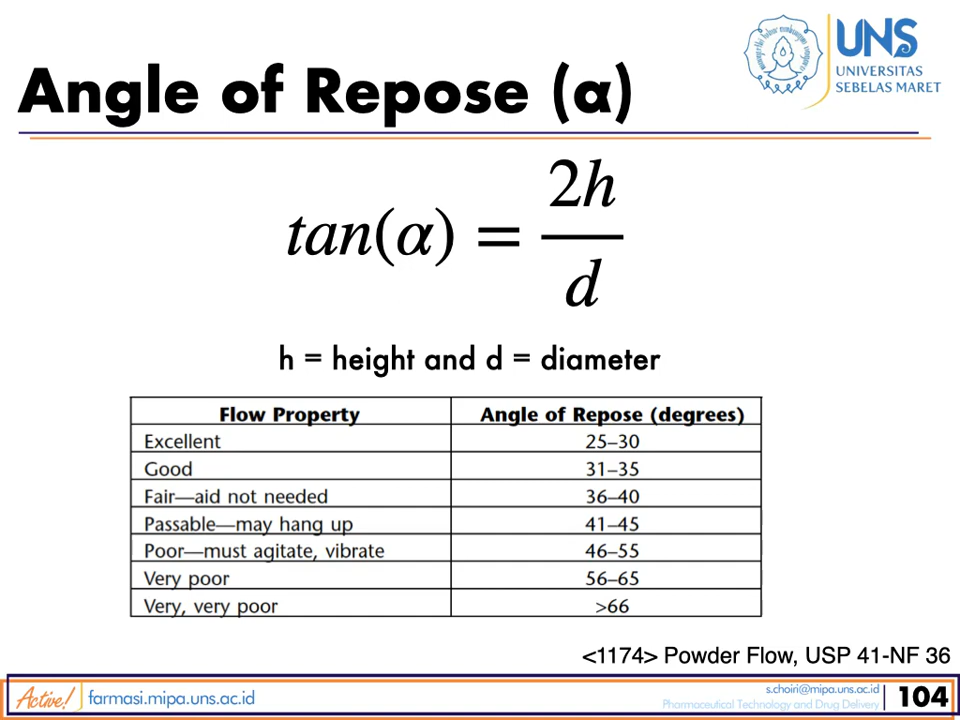 UNS
UNIVERSITAS
SEBELAS MARET
Angle of Repose (α)
tan(α) = 2h/d
h = height and d = diameter
Flow Property Angle of Repose (degrees)
Excellent 25–30
Good 31–35
Fair—aid not needed 36–40
Passable—may hang up 41–45
Poor—must agitate, vibrate 46–55
Very poor 56–65
Very, very poor >66
<1174> Powder Flow, USP 41-NF 36
Active! farmasi.mipa.uns.ac.id
s.choiri@mipa.uns.ac.id
Pharmaceutical Technology and Drug Delivery
104